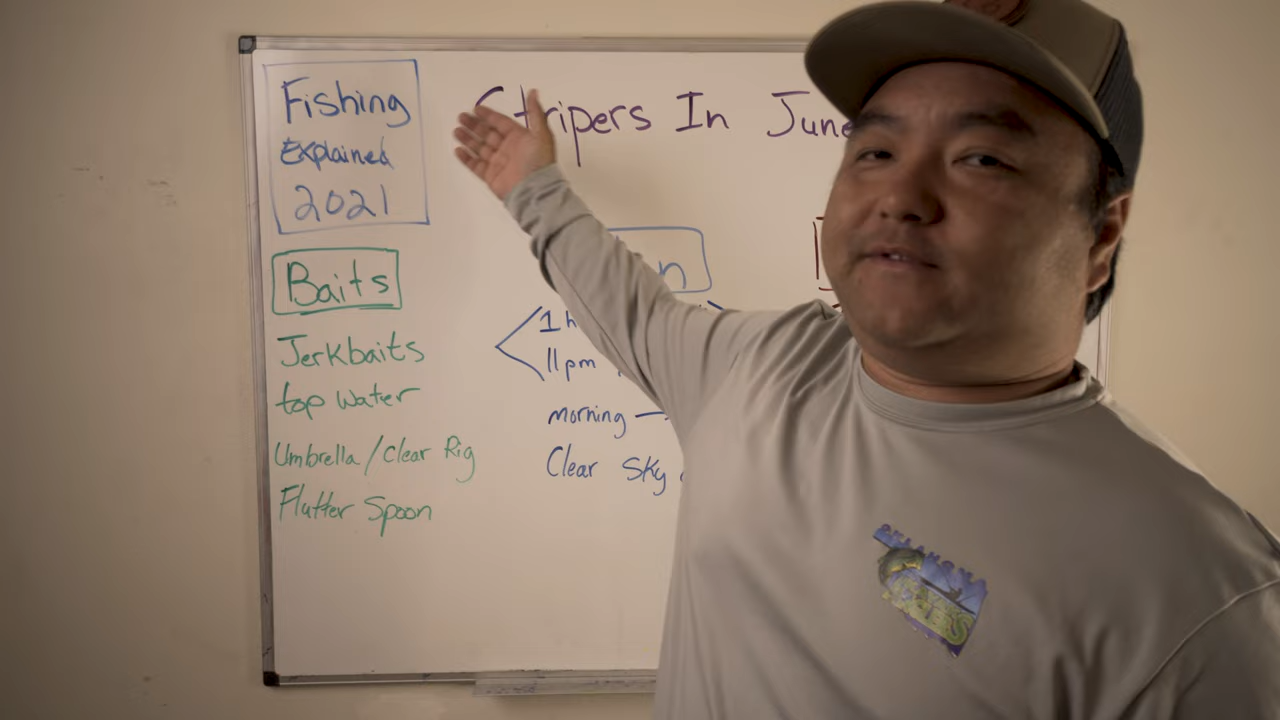 Fishing
Explained
2021
Stripers In June
Baits
Jerkbaits
top Water
Umbrella/Clear Rig
Flutter Spoon
11pm
morning
Clear Sky
OKLAHOMA